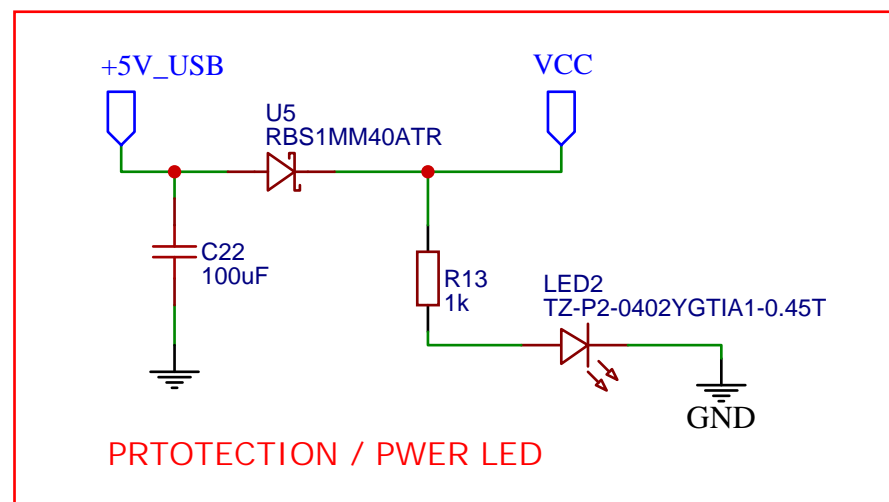 +5V_USB
VCC
U5
RBS1MM40ATR
C22
100uF
R13
1k
LED2
TZ-P2-0402YGTIA1-0.45T
GND
PRTOTECTION / PWER LED